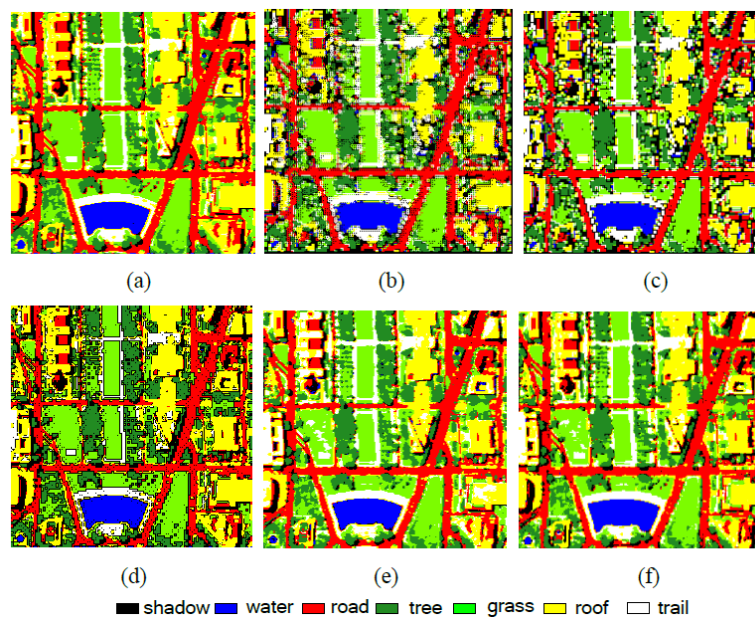 (a) (b) (c)
(d) (e) (f)
shadow water road tree grass roof trail